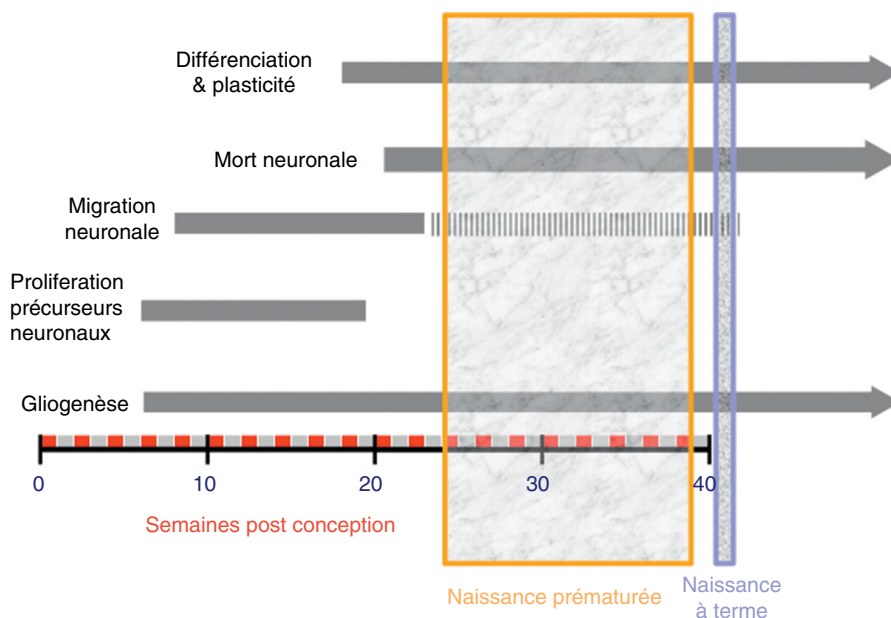 Différenciation
& plasticité
Mort neuronale
Migration
neuronale
Proliferation
précurseurs
neuronaux
Gliogenèse
0 10 20 30 40
Semaines post conception
Naissance prématurée
Naissance
à terme